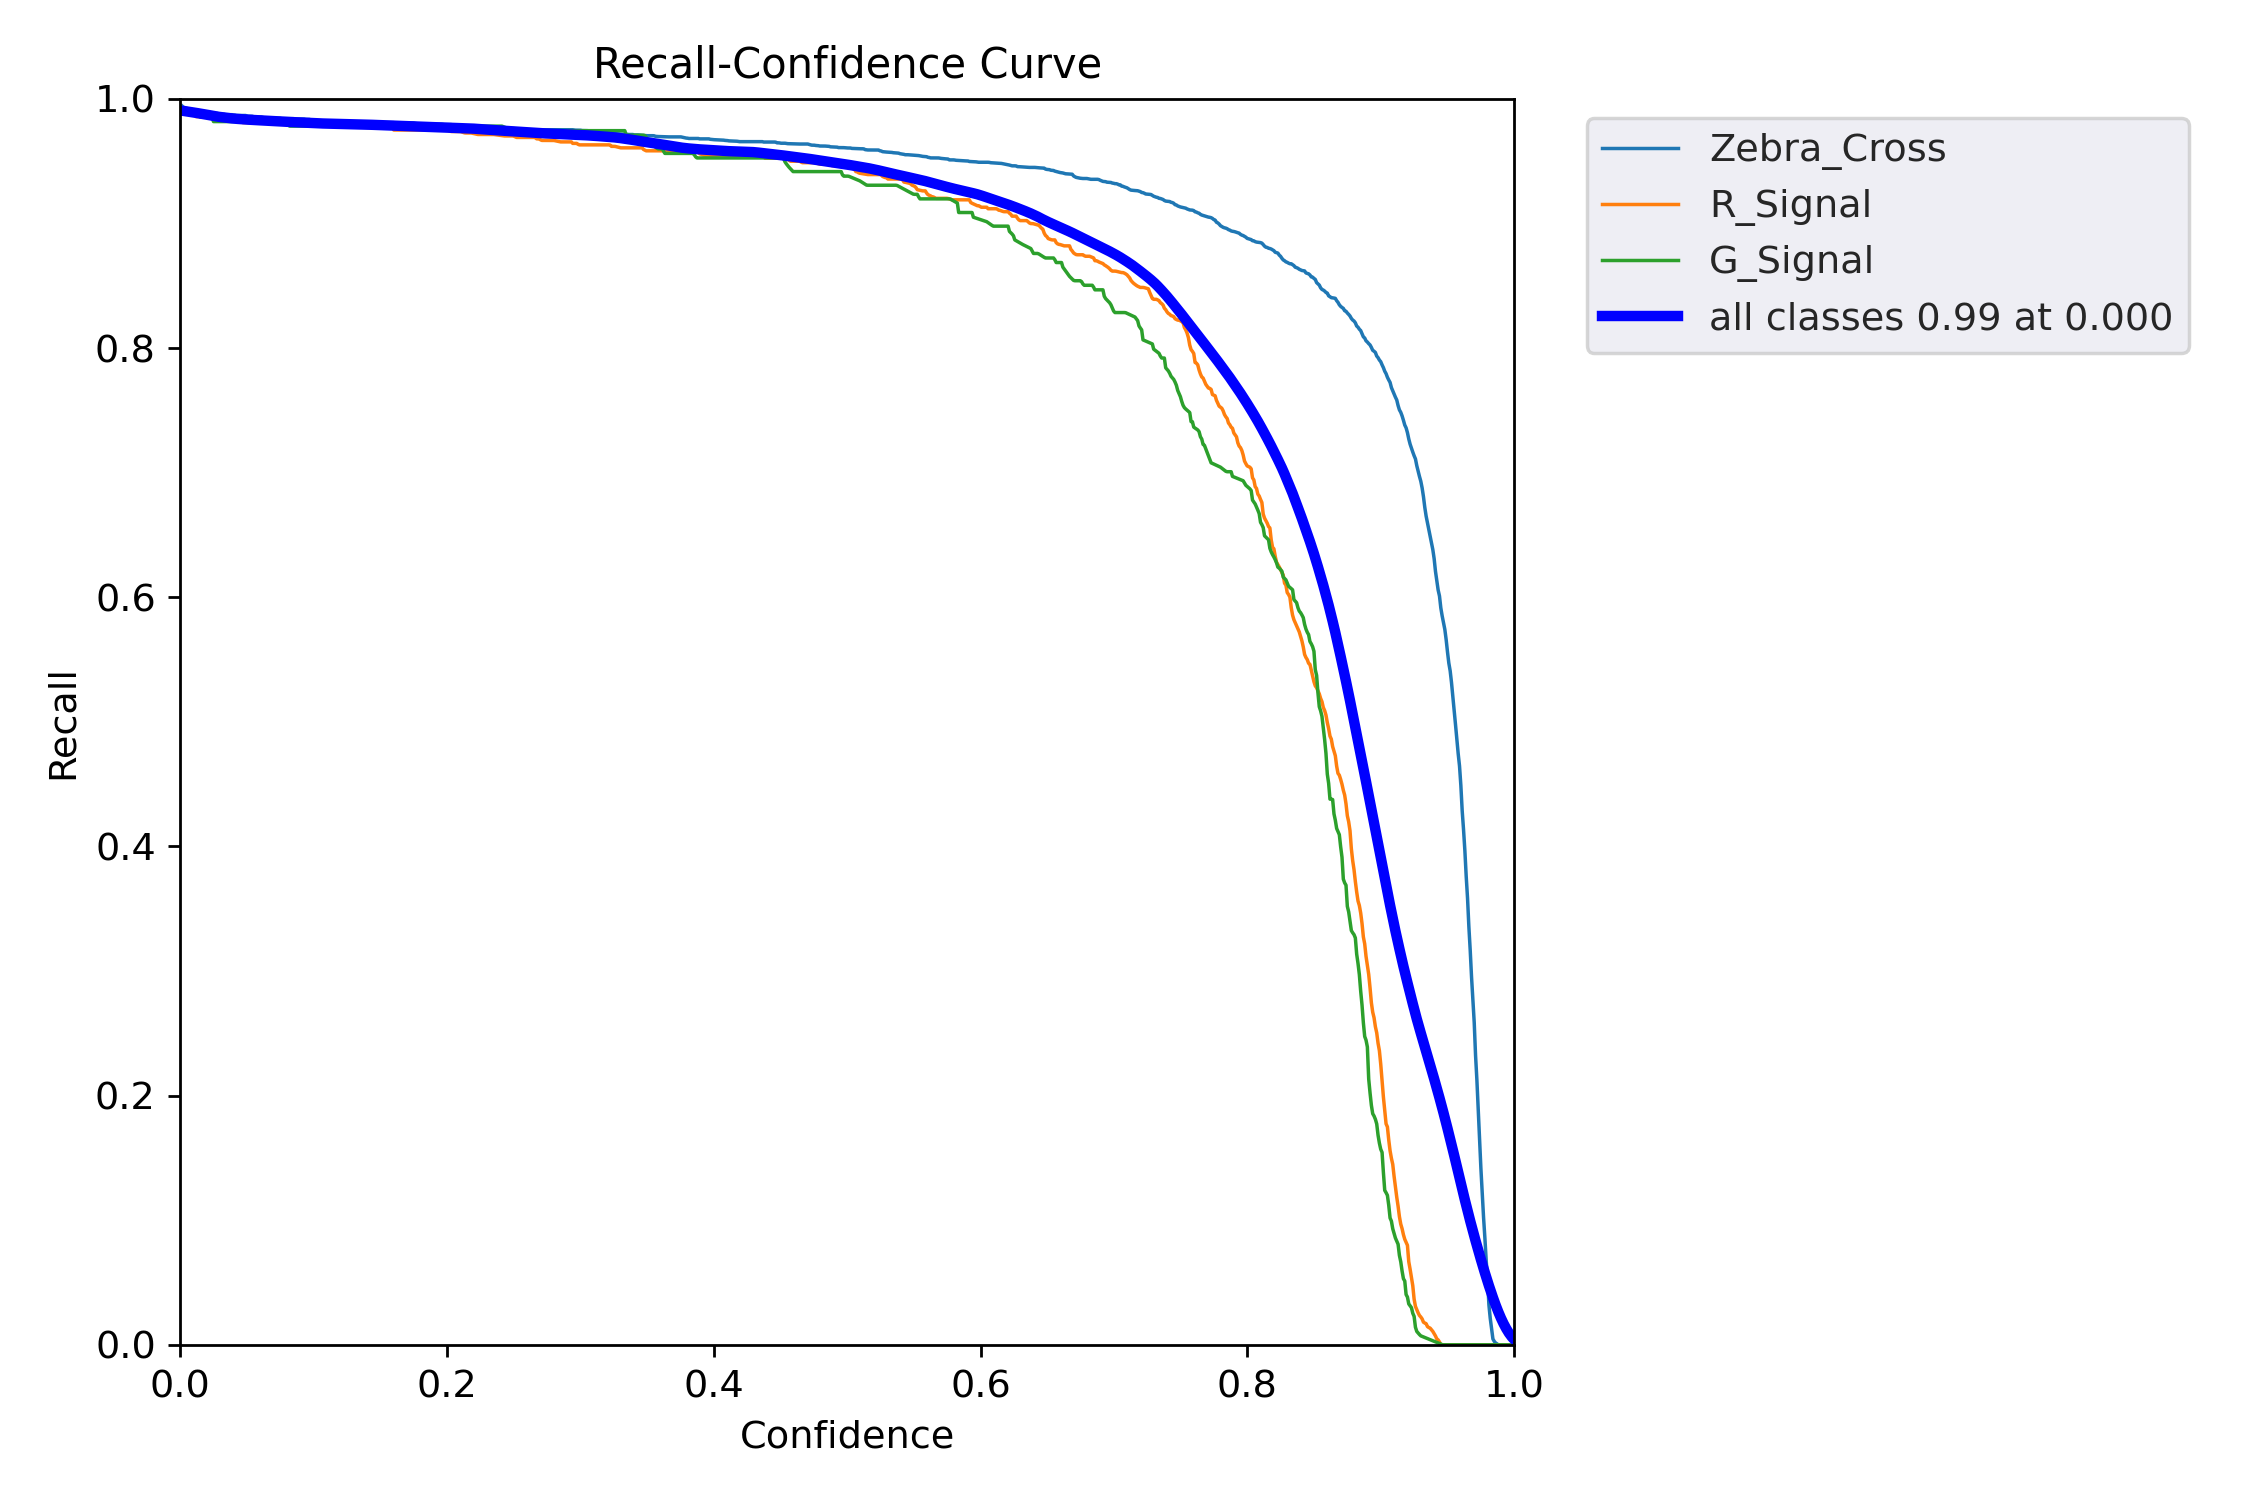 Recall-Confidence Curve
1.0
0.8
0.6
0.4
0.2
0.0
Recall
0.0 0.2 0.4 0.6 0.8 1.0
Confidence
Zebra_Cross
R_Signal
G_Signal
all classes 0.99 at 0.000